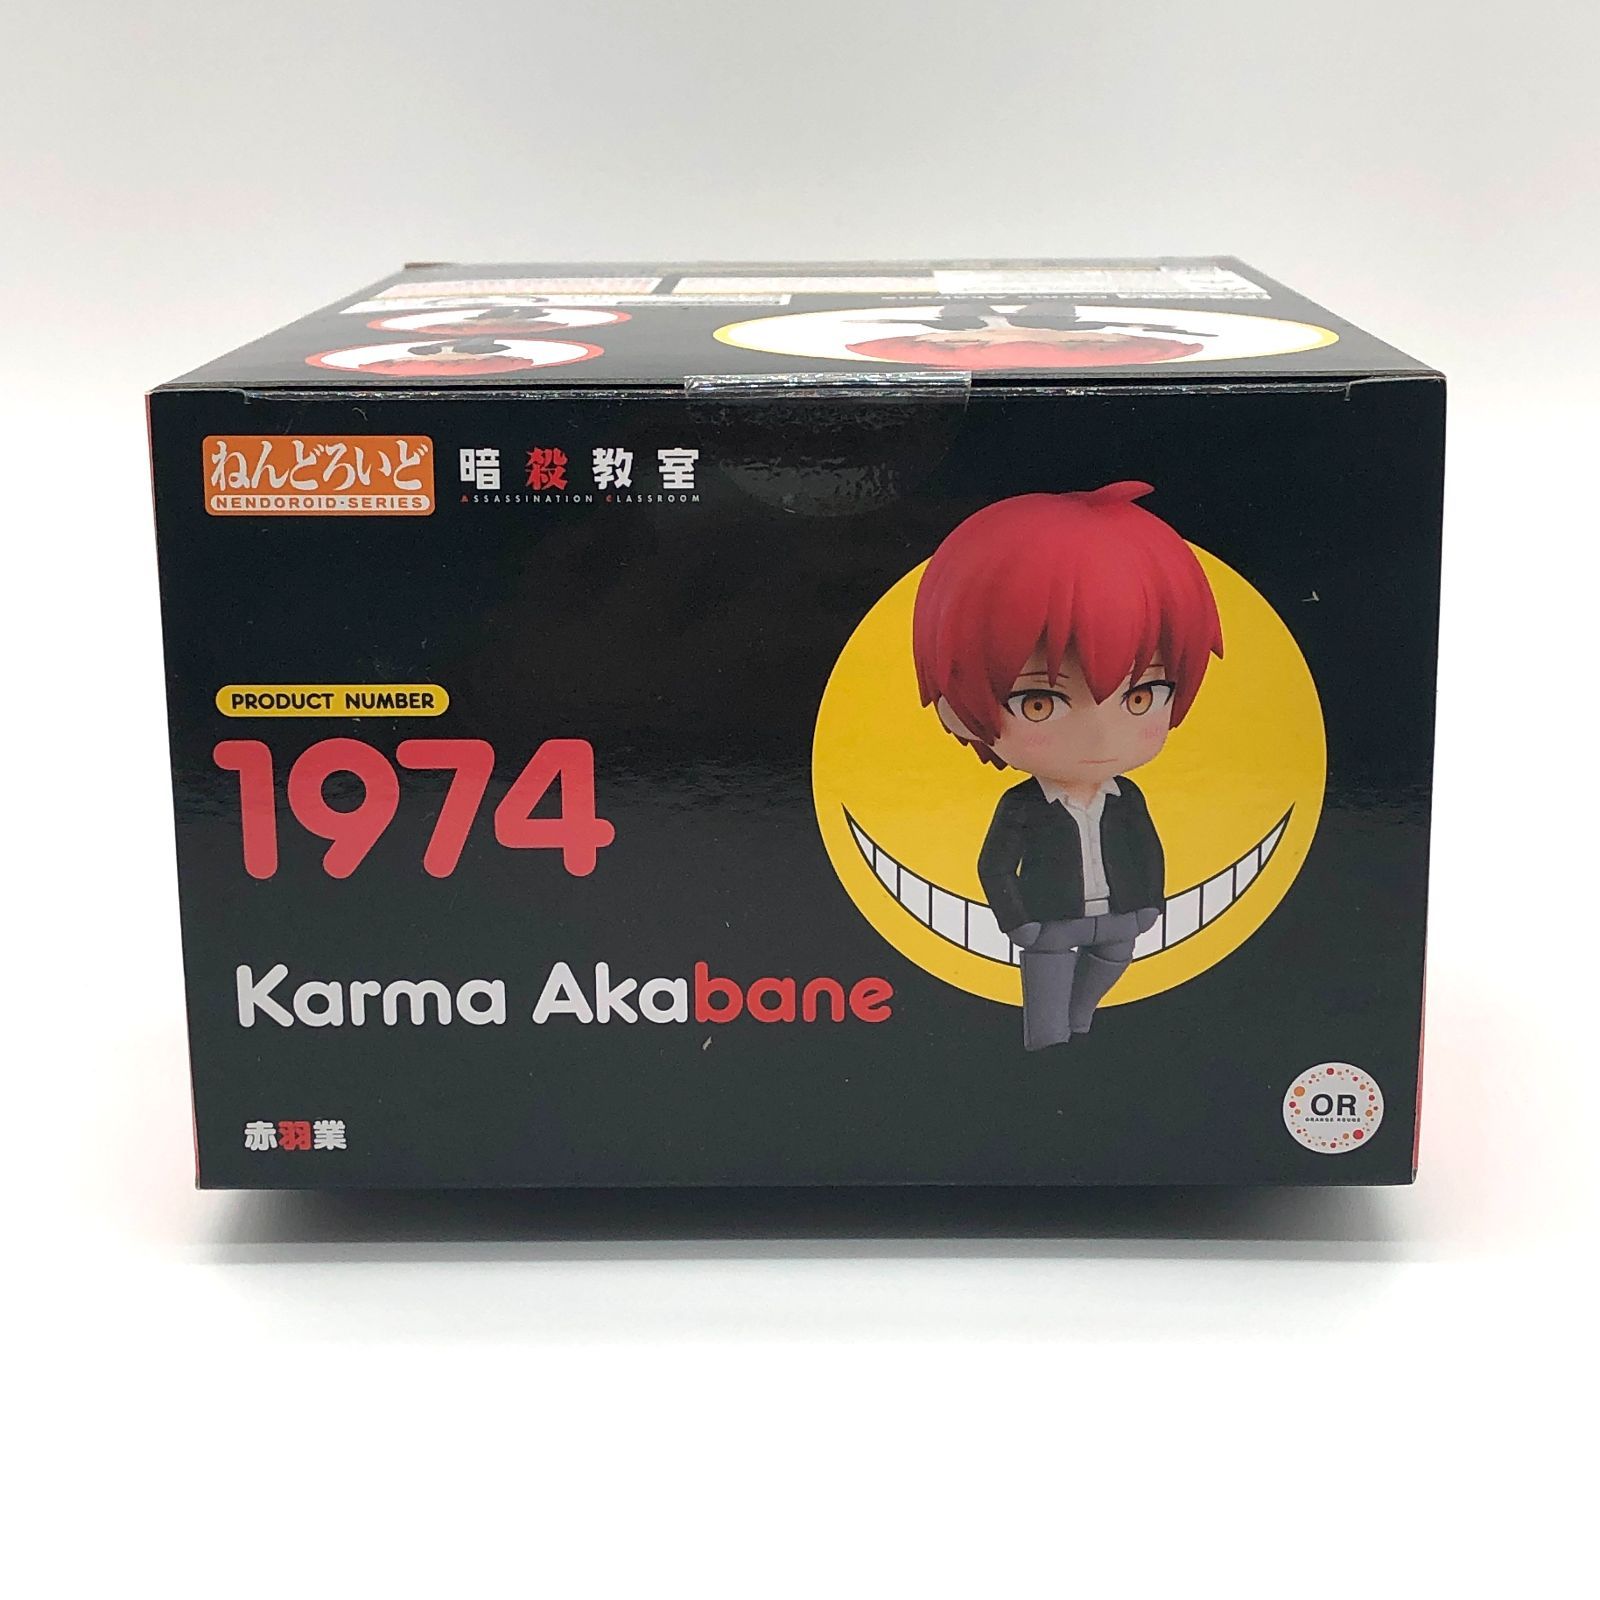 ねんどろいど
NENDOROID·SERIES
暗殺教室
ASSASSINATION CLASSROOM
PRODUCT NUMBER
1974
Karma Akabane
赤羽業
OR
ORANGE ROUGE